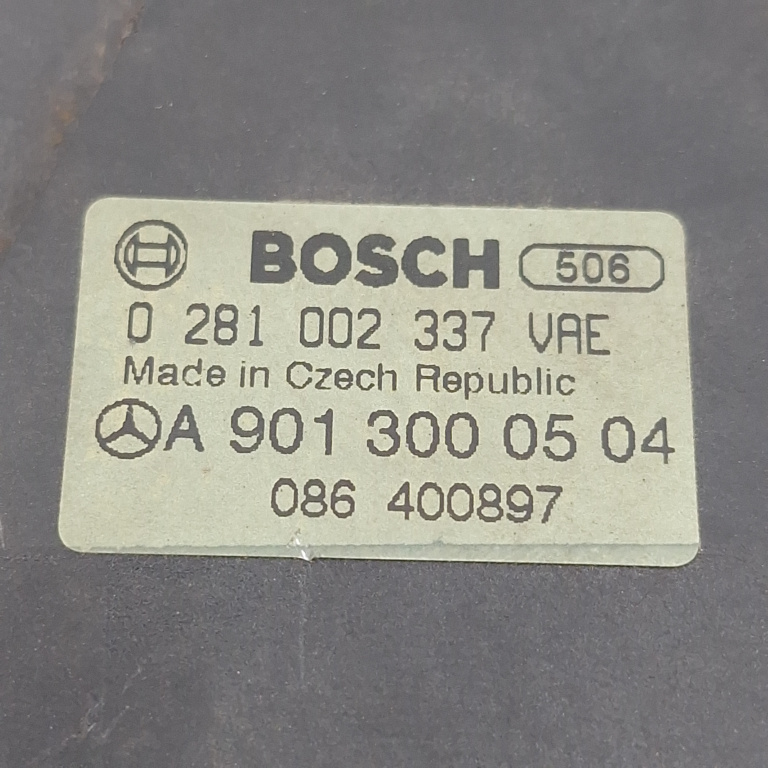 BOSCH 506
0 281 002 337 VAE
Made in Czech Republic
A 901 300 05 04
086 400897